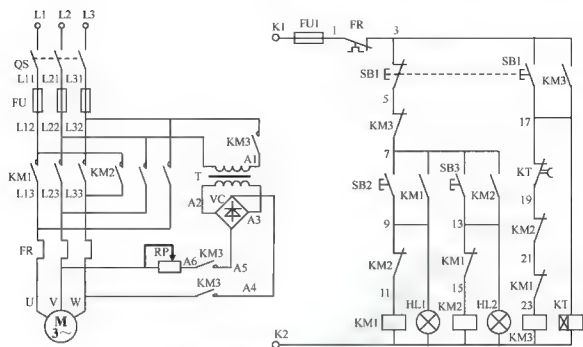 L1 L2 L3
QS
L11 L21 L31
FU
L12 L22 L32
KM3
A1
KM1
KM2
T
L13 L23 L33
A2 VC A3
FR
RP
KM3
A6 A5
KM3
A4
U V W
M
3~
K1 FU1 1 FR 3
SB1 SB1 KM3
5
17
KM3
7
KT
SB2 KM1 SB3 KM2
19
9 13
KM2
KM2 KM1
21
KM1
11 15
23
HL1 HL2 KT
KM1 KM2 KM3
K2